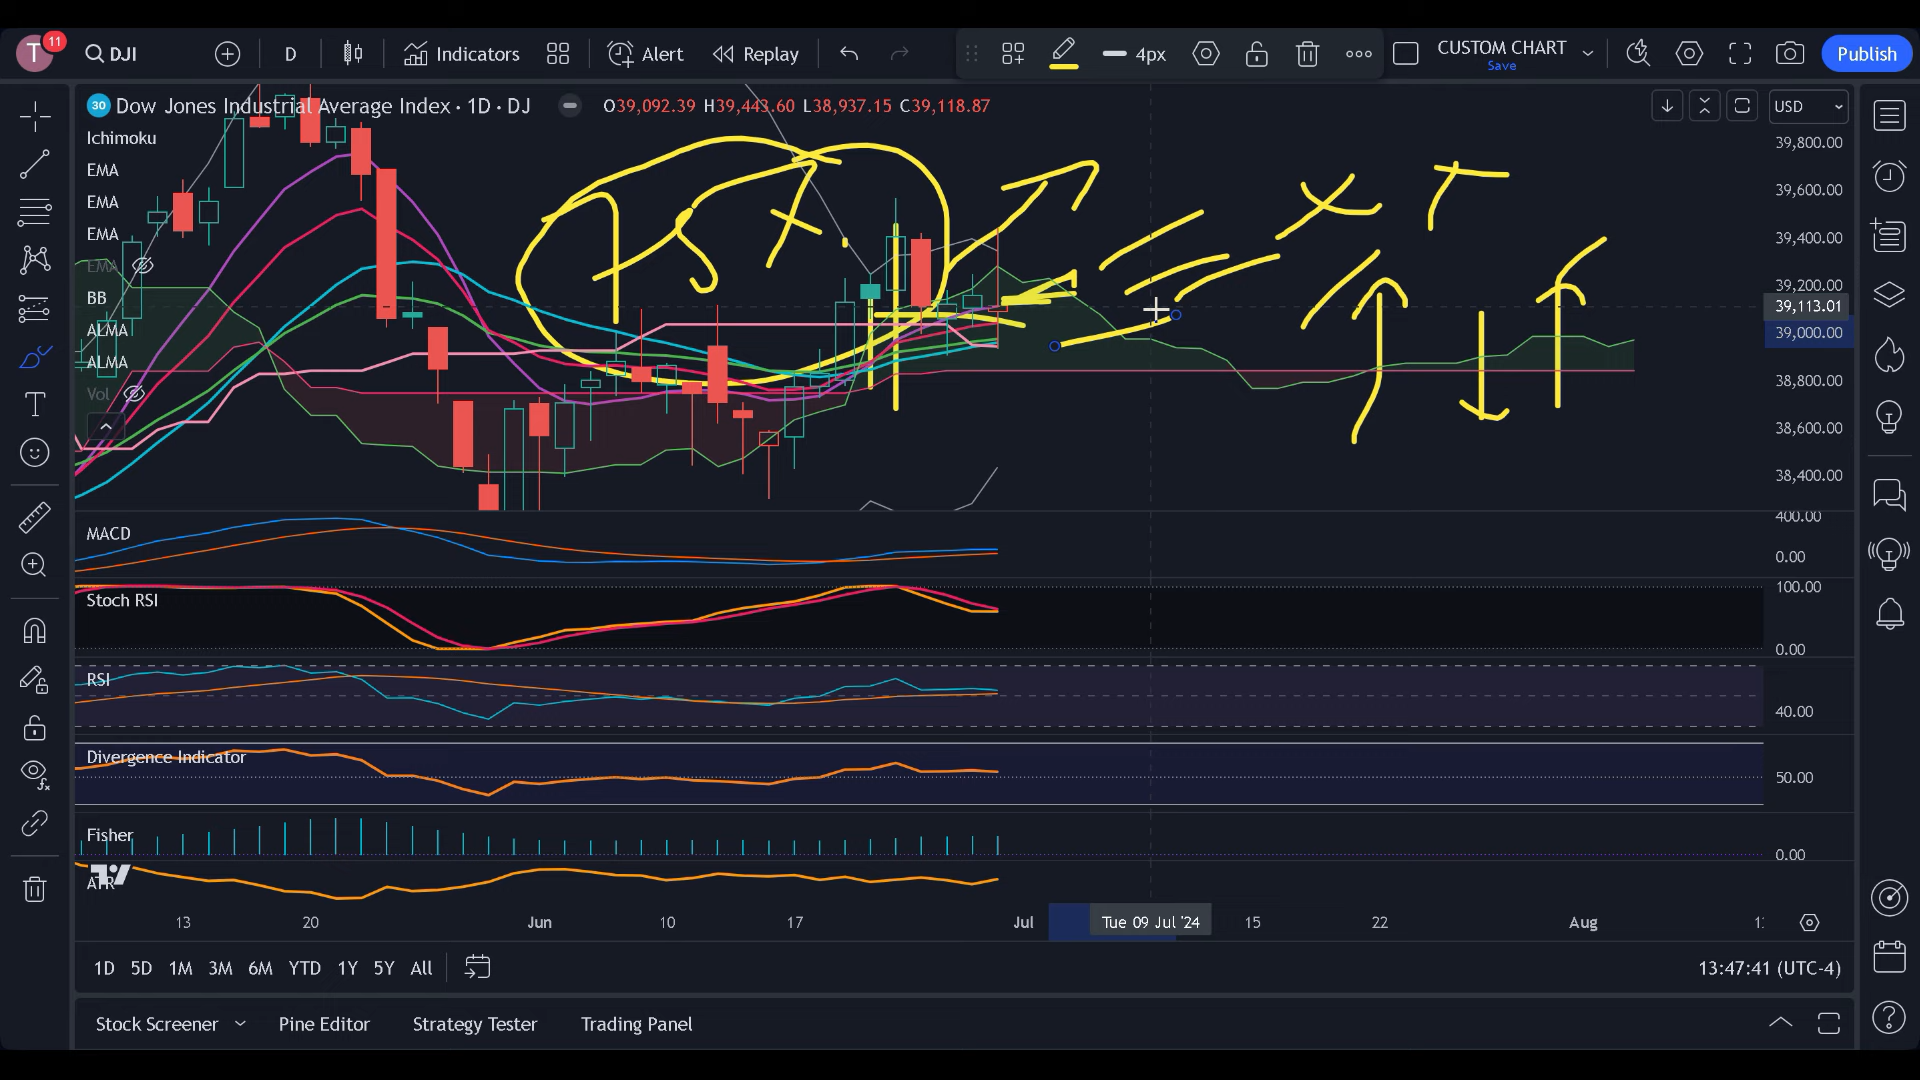 T 11 DJI D Indicators Alert Replay 4px CUSTOM CHART Save Publish
30 Dow Jones Industrial Average Index · 1D · DJ O39,092.39 H39,443.60 L38,937.15 C39,118.87 USD
Ichimoku
EMA
EMA
EMA
EMA
BB
ALMA
ALMA
Vol
39,800.00
39,600.00
39,400.00
39,200.00
39,113.01
39,000.00
38,800.00
38,600.00
38,400.00
MACD
400.00
0.00
Stoch RSI
100.00
0.00
RSI
40.00
Divergence Indicator
50.00
Fisher
0.00
ATR
13 20 Jun 10 17 Jul Tue 09 Jul '24 15 22 Aug
1D 5D 1M 3M 6M YTD 1Y 5Y All 13:47:41 (UTC-4)
Stock Screener Pine Editor Strategy Tester Trading Panel